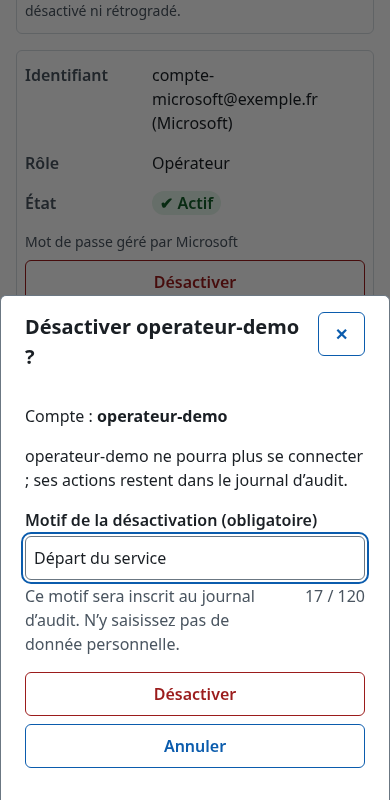 désactivé ni rétrogradé.
Identifiant
compte-
microsoft@exemple.fr
(Microsoft)
Rôle
Opérateur
État
✔ Actif
Mot de passe géré par Microsoft
Désactiver
Désactiver operateur-demo
?
×
Compte : operateur-demo
operateur-demo ne pourra plus se connecter
; ses actions restent dans le journal d’audit.
Motif de la désactivation (obligatoire)
Départ du service
Ce motif sera inscrit au journal
d’audit. N’y saisissez pas de
donnée personnelle.
17 / 120
Désactiver
Annuler